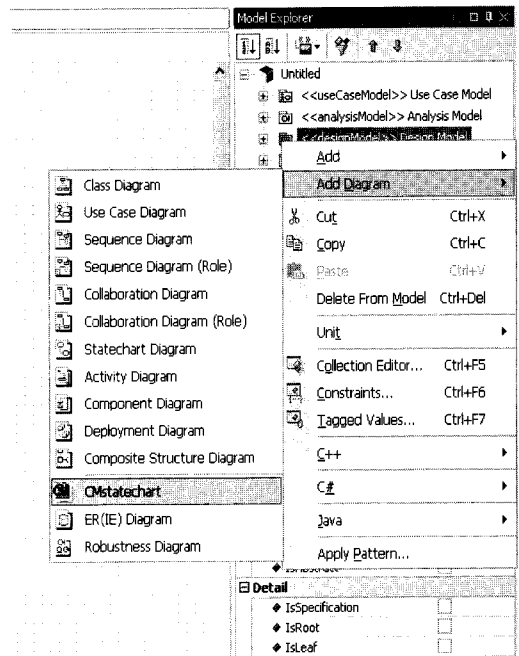 Model Explorer
Untitled
<<useCaseModel>> Use Case Model
<<analysisModel>> Analysis Model
<<designModel>> Design Model
Add
Add Diagram
Cut Ctrl+X
Copy Ctrl+C
Paste Ctrl+V
Delete From Model Ctrl+Del
Unit
Collection Editor... Ctrl+F5
Constraints... Ctrl+F6
Tagged Values... Ctrl+F7
C++
C#
Java
Apply Pattern...
Class Diagram
Use Case Diagram
Sequence Diagram
Sequence Diagram (Role)
Collaboration Diagram
Collaboration Diagram (Role)
Statechart Diagram
Activity Diagram
Component Diagram
Deployment Diagram
Composite Structure Diagram
CMstatechart
ER(IE) Diagram
Robustness Diagram
Detail
IsSpecification
IsRoot
IsLeaf